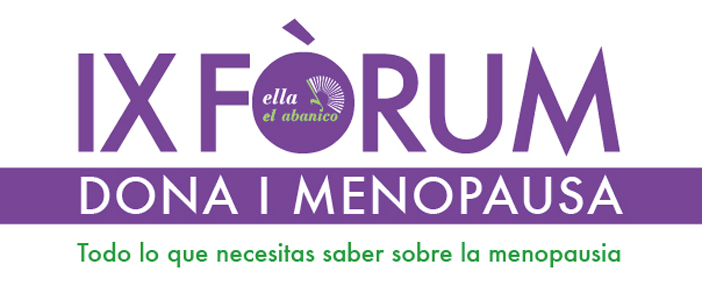 IX FÒRUM
ella
el abanico
DONA I MENOPAUSA
Todo lo que necesitas saber sobre la menopausia